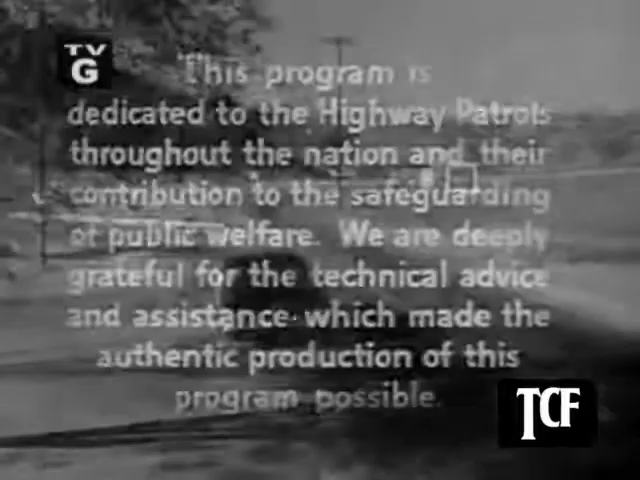 TV
G
This program is
dedicated to the Highway Patrols
throughout the nation and their
contribution to the safeguarding
of public welfare. We are deeply
grateful for the technical advice
and assistance which made the
authentic production of this
program possible.
TCF